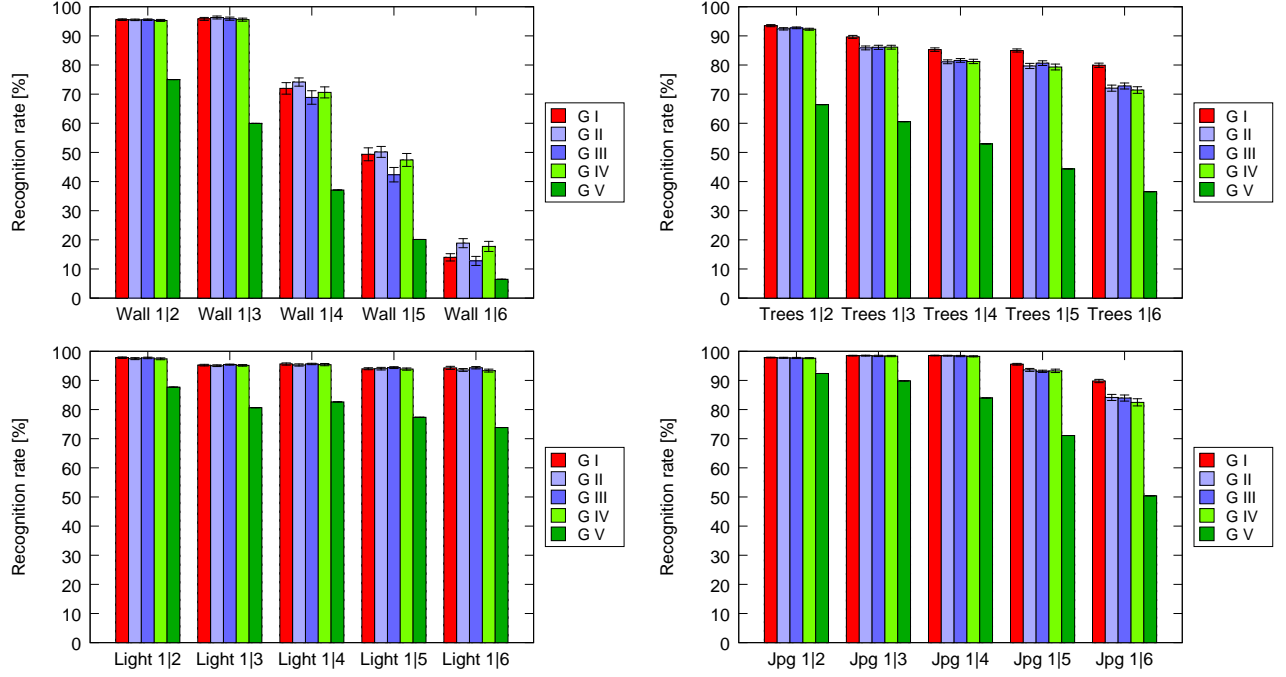 Recognition rate [%]
100
90
80
70
60
50
40
30
20
10
0
Wall 1|2 Wall 1|3 Wall 1|4 Wall 1|5 Wall 1|6
G I
G II
G III
G IV
G V
Recognition rate [%]
100
90
80
70
60
50
40
30
20
10
0
Trees 1|2 Trees 1|3 Trees 1|4 Trees 1|5 Trees 1|6
G I
G II
G III
G IV
G V
Recognition rate [%]
100
90
80
70
60
50
40
30
20
10
0
Light 1|2 Light 1|3 Light 1|4 Light 1|5 Light 1|6
G I
G II
G III
G IV
G V
Recognition rate [%]
100
90
80
70
60
50
40
30
20
10
0
Jpg 1|2 Jpg 1|3 Jpg 1|4 Jpg 1|5 Jpg 1|6
G I
G II
G III
G IV
G V